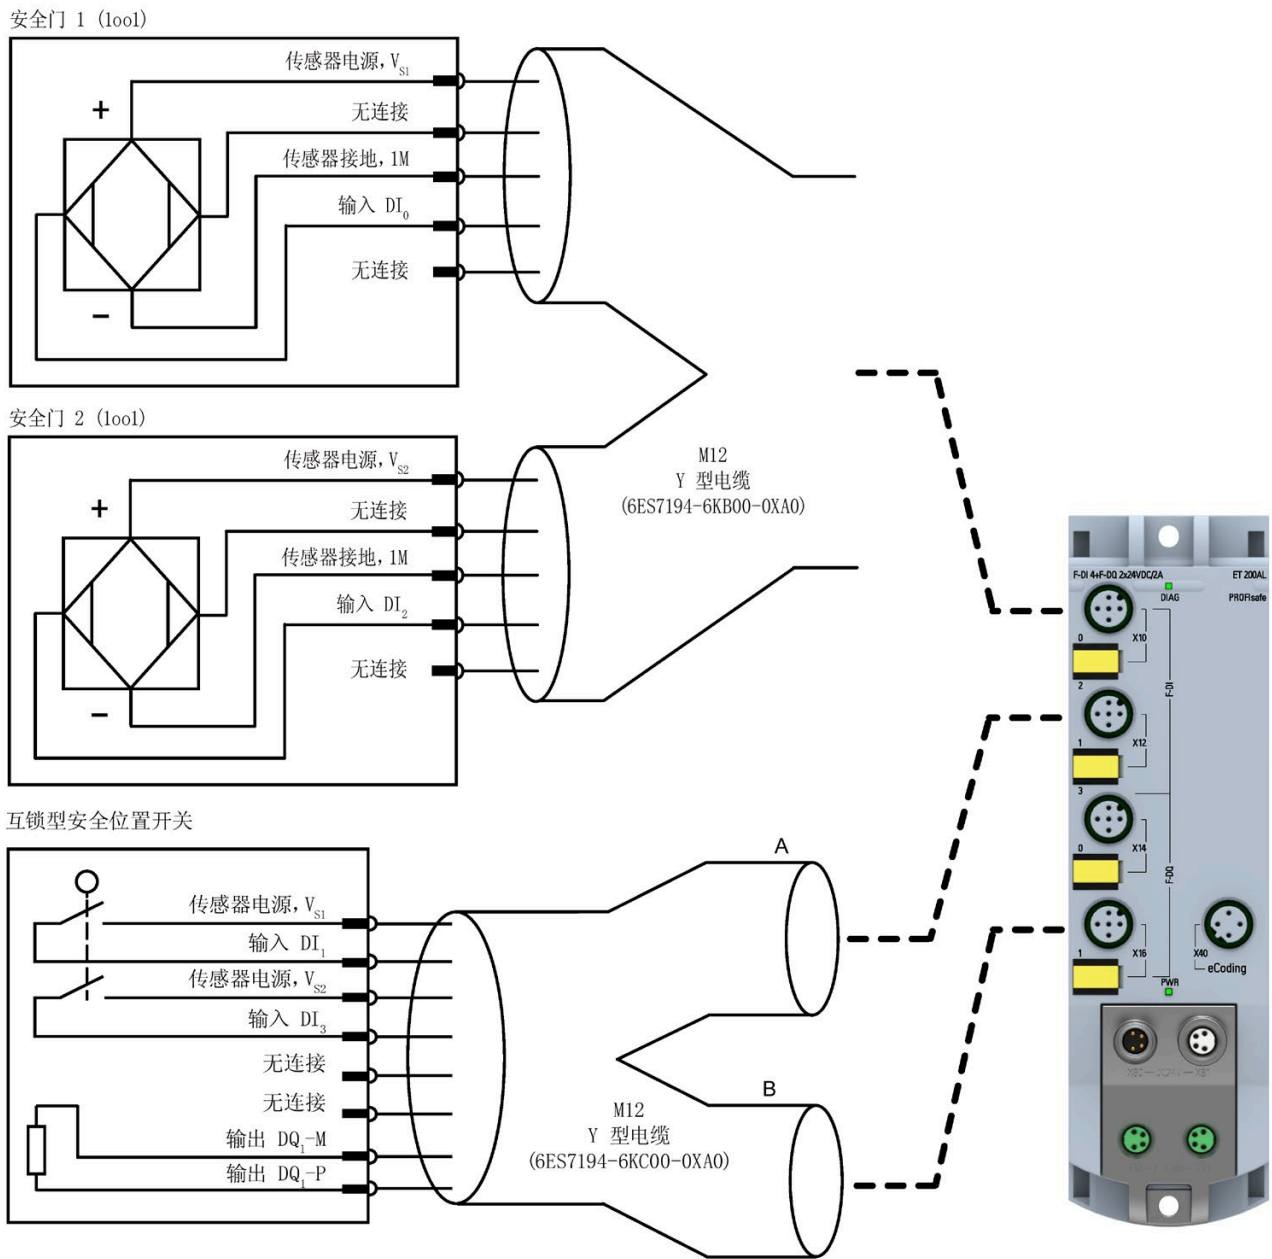 安全门 1 (1oo1)
传感器电源,VS1
无连接
传感器接地,1M
输入 DI0
无连接
+
−
安全门 2 (1oo1)
传感器电源,VS2
无连接
传感器接地,1M
输入 DI2
无连接
+
−
M12
Y 型电缆
(6ES7194-6KB00-0XA0)
互锁型安全位置开关
传感器电源,VS1
输入 DI1
传感器电源,VS2
输入 DI3
无连接
无连接
输出 DQ1-M
输出 DQ1-P
A
B
M12
Y 型电缆
(6ES7194-6KC00-0XA0)
F-DI 4+F-DQ 2x24VDC/2A
ET 200AL
DIAG
PROFIsafe
0
X10
2
F-DI
1
X12
3
0
X14
F-DQ
1
X16
X40
eCoding
PWR